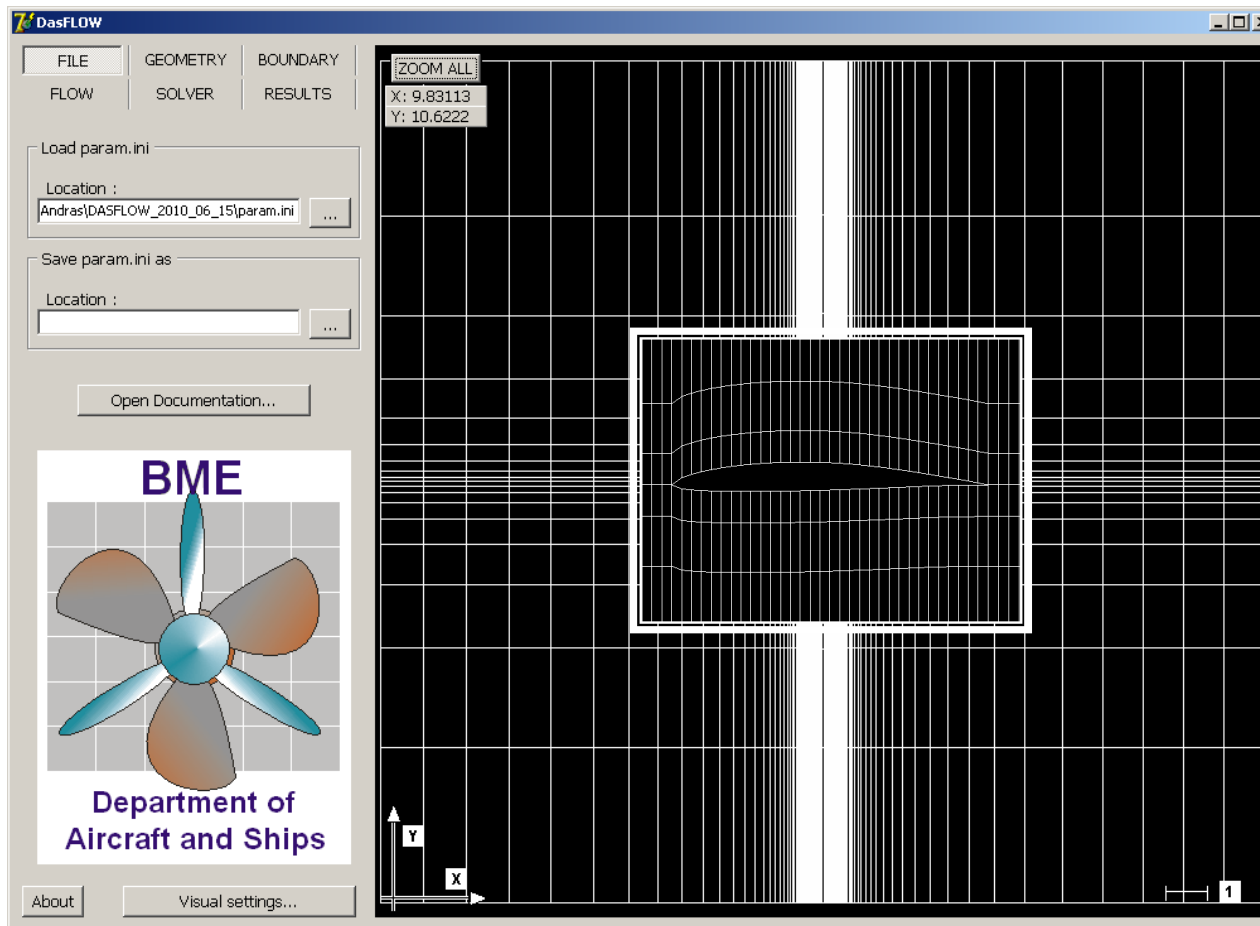 DasFLOW
FILE GEOMETRY BOUNDARY
FLOW SOLVER RESULTS
Load param.ini
Location :
Andras\DASFLOW_2010_06_15\param.ini ...
Save param.ini as
Location :
...
Open Documentation...
BME
Department of
Aircraft and Ships
About Visual settings...
ZOOM ALL
X: 9.83113
Y: 10.6222
Y
X
1